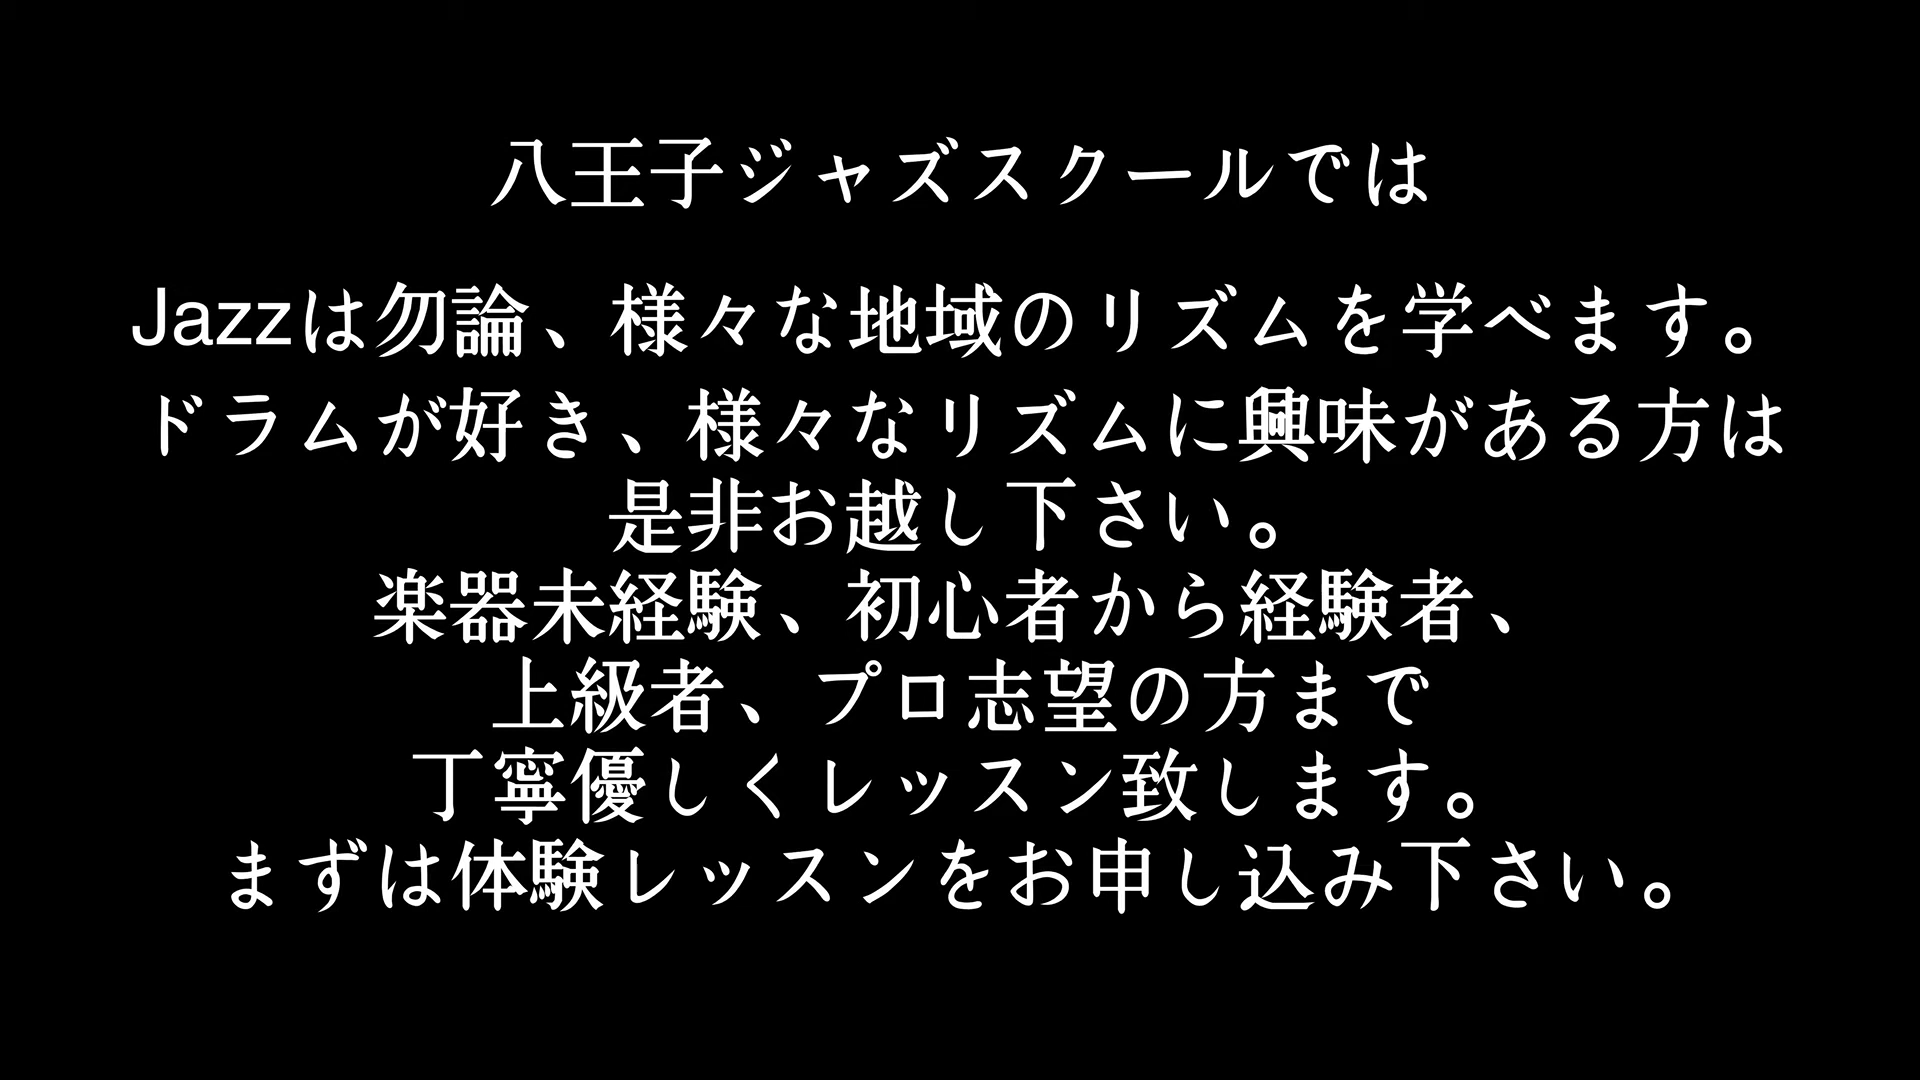 八王子ジャズスクールでは
Jazzは勿論、様々な地域のリズムを学べます。
ドラムが好き、様々なリズムに興味がある方は
是非お越し下さい。
楽器未経験、初心者から経験者、
上級者、プロ志望の方まで
丁寧優しくレッスン致します。
まずは体験レッスンをお申し込み下さい。